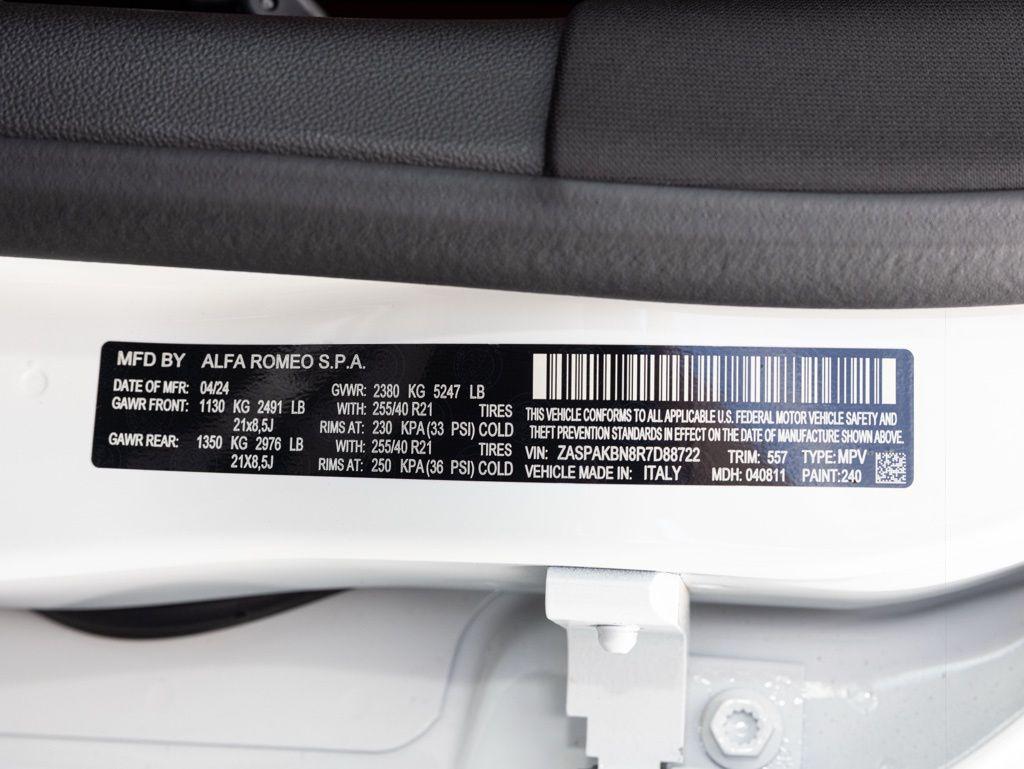 MFD BY ALFA ROMEO S.P.A.
DATE OF MFR: 04/24 GVWR: 2380 KG 5247 LB
GAWR FRONT: 1130 KG 2491 LB WITH: 255/40 R21 TIRES
21x8,5J RIMS AT: 230 KPA (33 PSI) COLD
GAWR REAR: 1350 KG 2976 LB WITH: 255/40 R21 TIRES
21X8,5J RIMS AT: 250 KPA (36 PSI) COLD
THIS VEHICLE CONFORMS TO ALL APPLICABLE U.S. FEDERAL MOTOR VEHICLE SAFETY AND
THEFT PREVENTION STANDARDS IN EFFECT ON THE DATE OF MANUFACTURE SHOWN ABOVE.
VIN: ZASPAKBN8R7D88722 TRIM: 557 TYPE: MPV
VEHICLE MADE IN: ITALY MDH: 040811 PAINT: 240